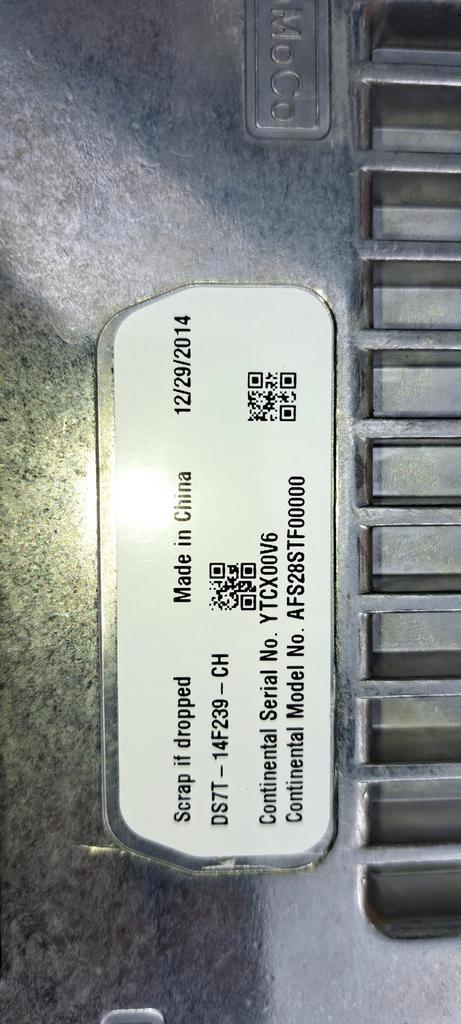 MoCo
Scrap if dropped Made in China 12/29/2014
DS7T-14F239-CH
Continental Serial No. YTCX00V6
Continental Model No. AFS28STF00000